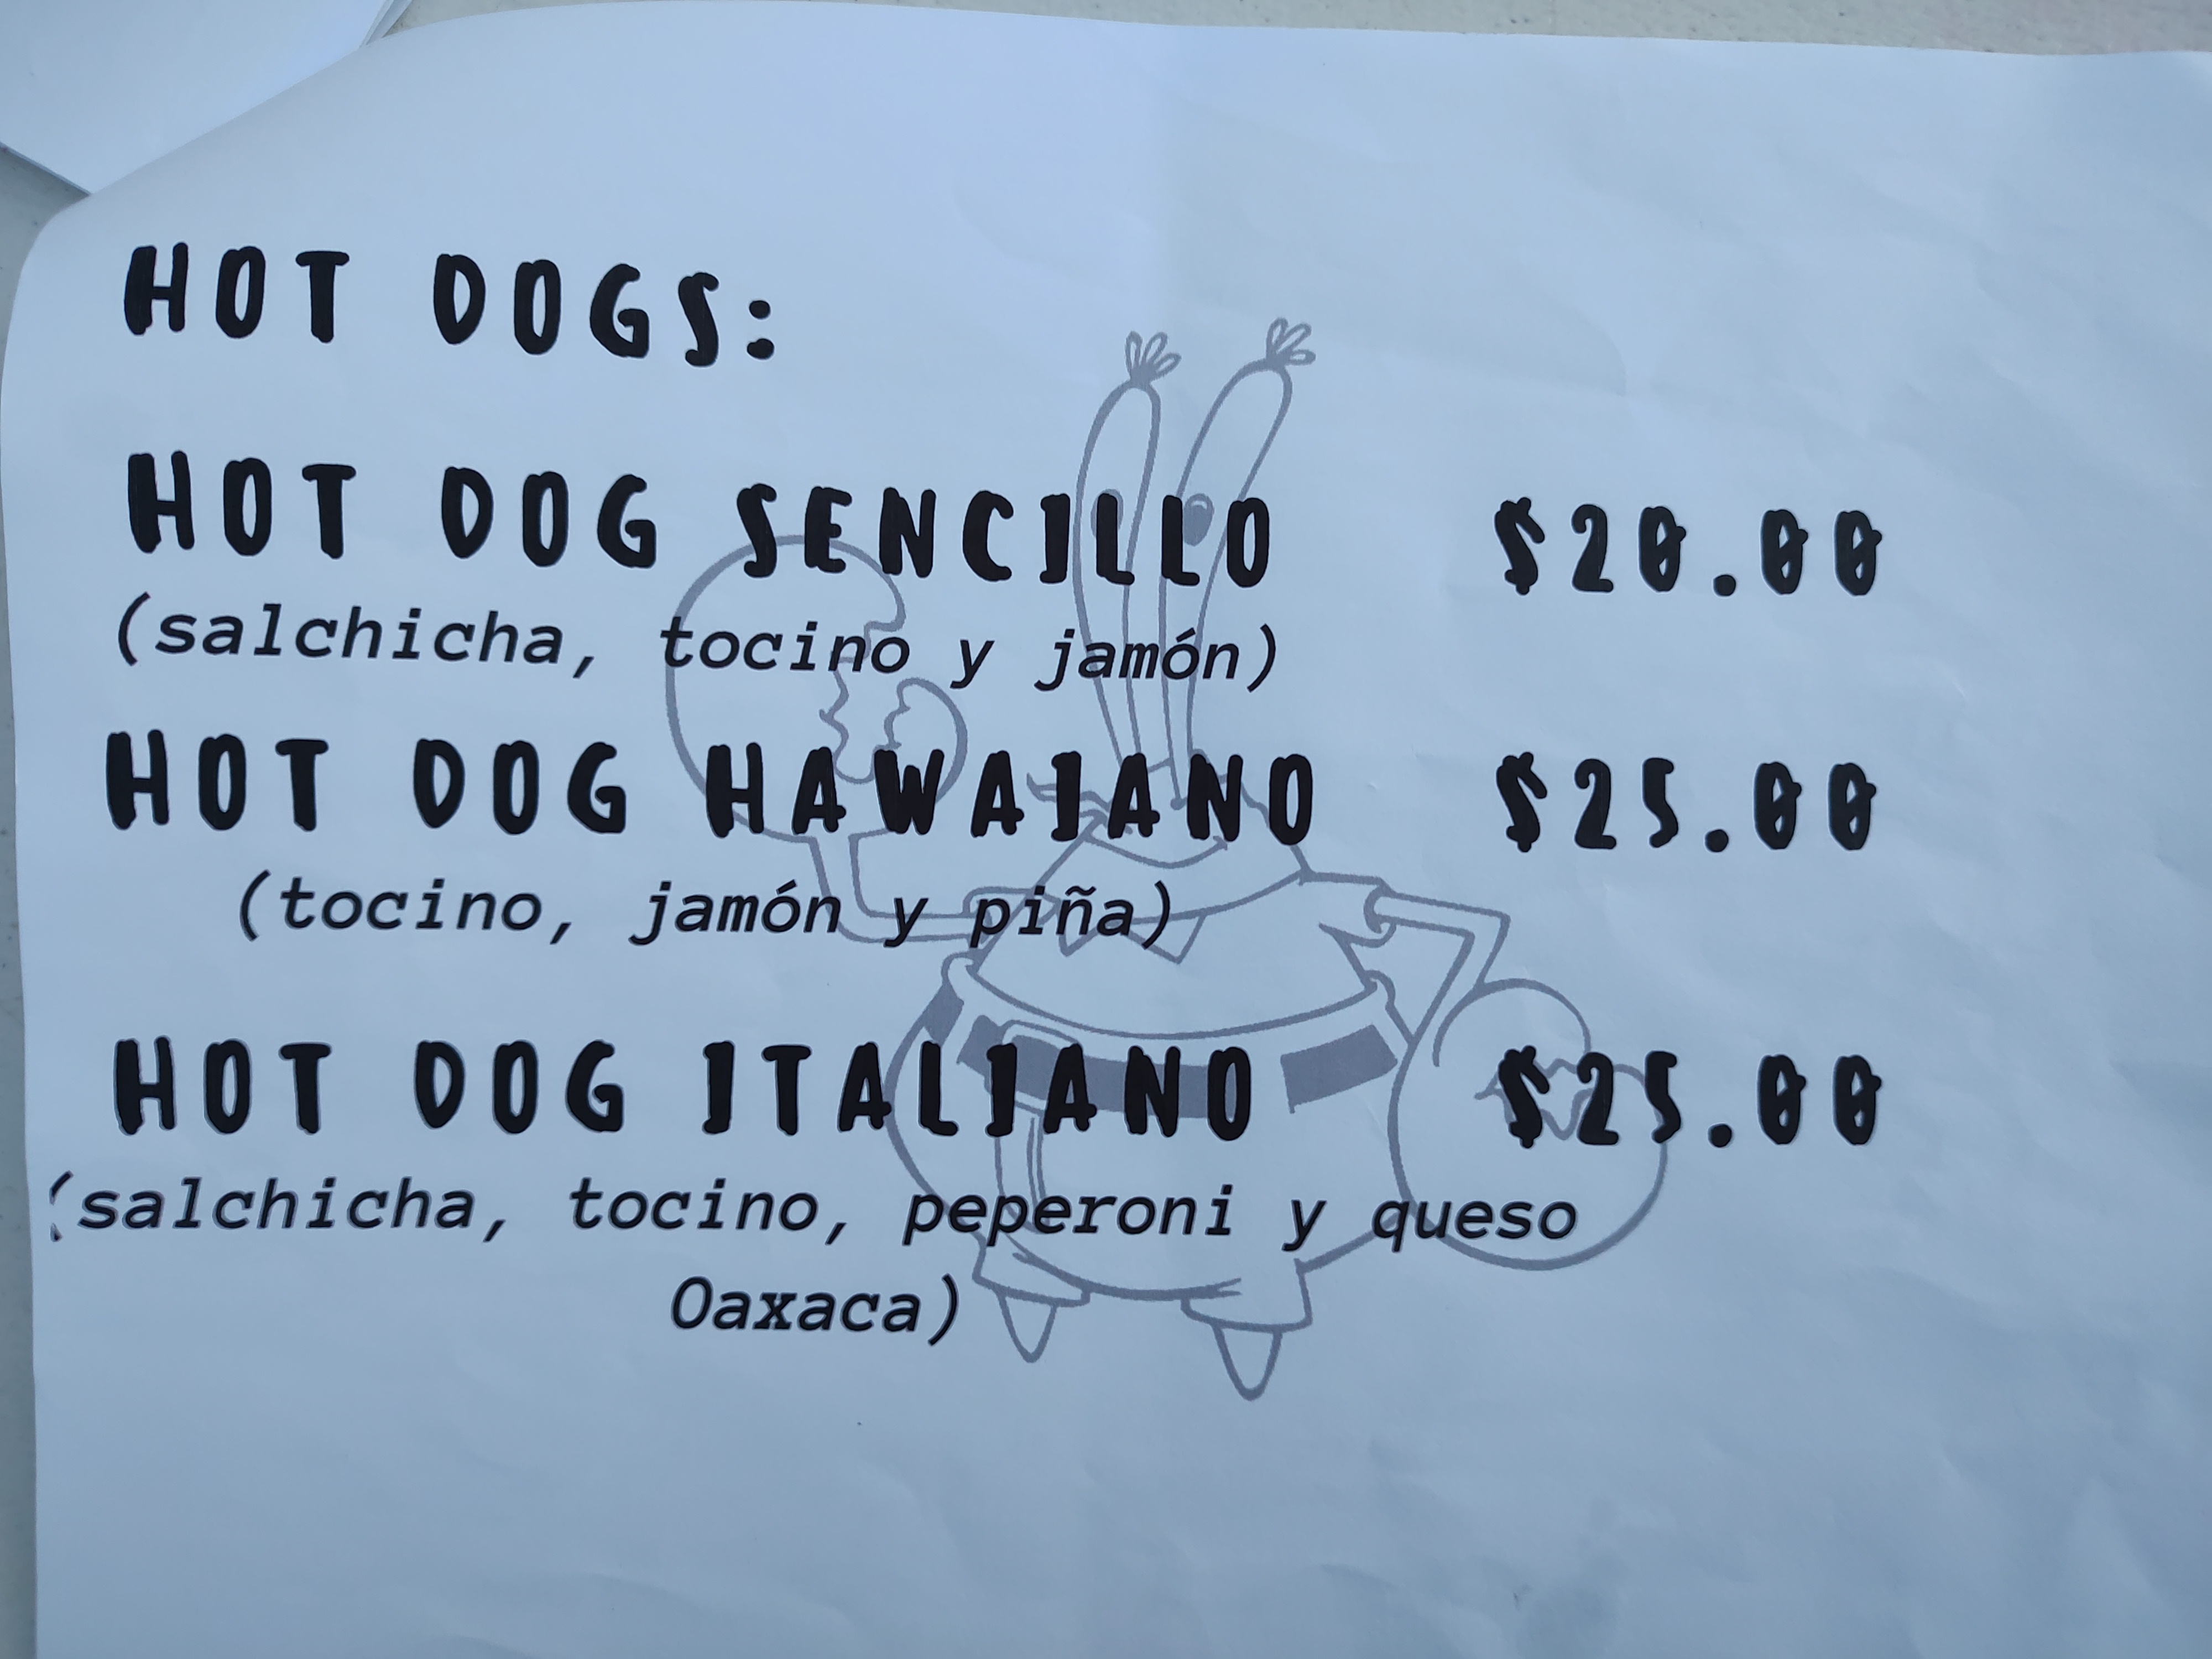 HOT DOGS:
HOT DOG SENCILLO $20.00
(salchicha, tocino y jamón)
HOT DOG HAWAIANO $25.00
(tocino, jamón y piña)
HOT DOG ITALIANO $25.00
(salchicha, tocino, peperoni y queso
Oaxaca)